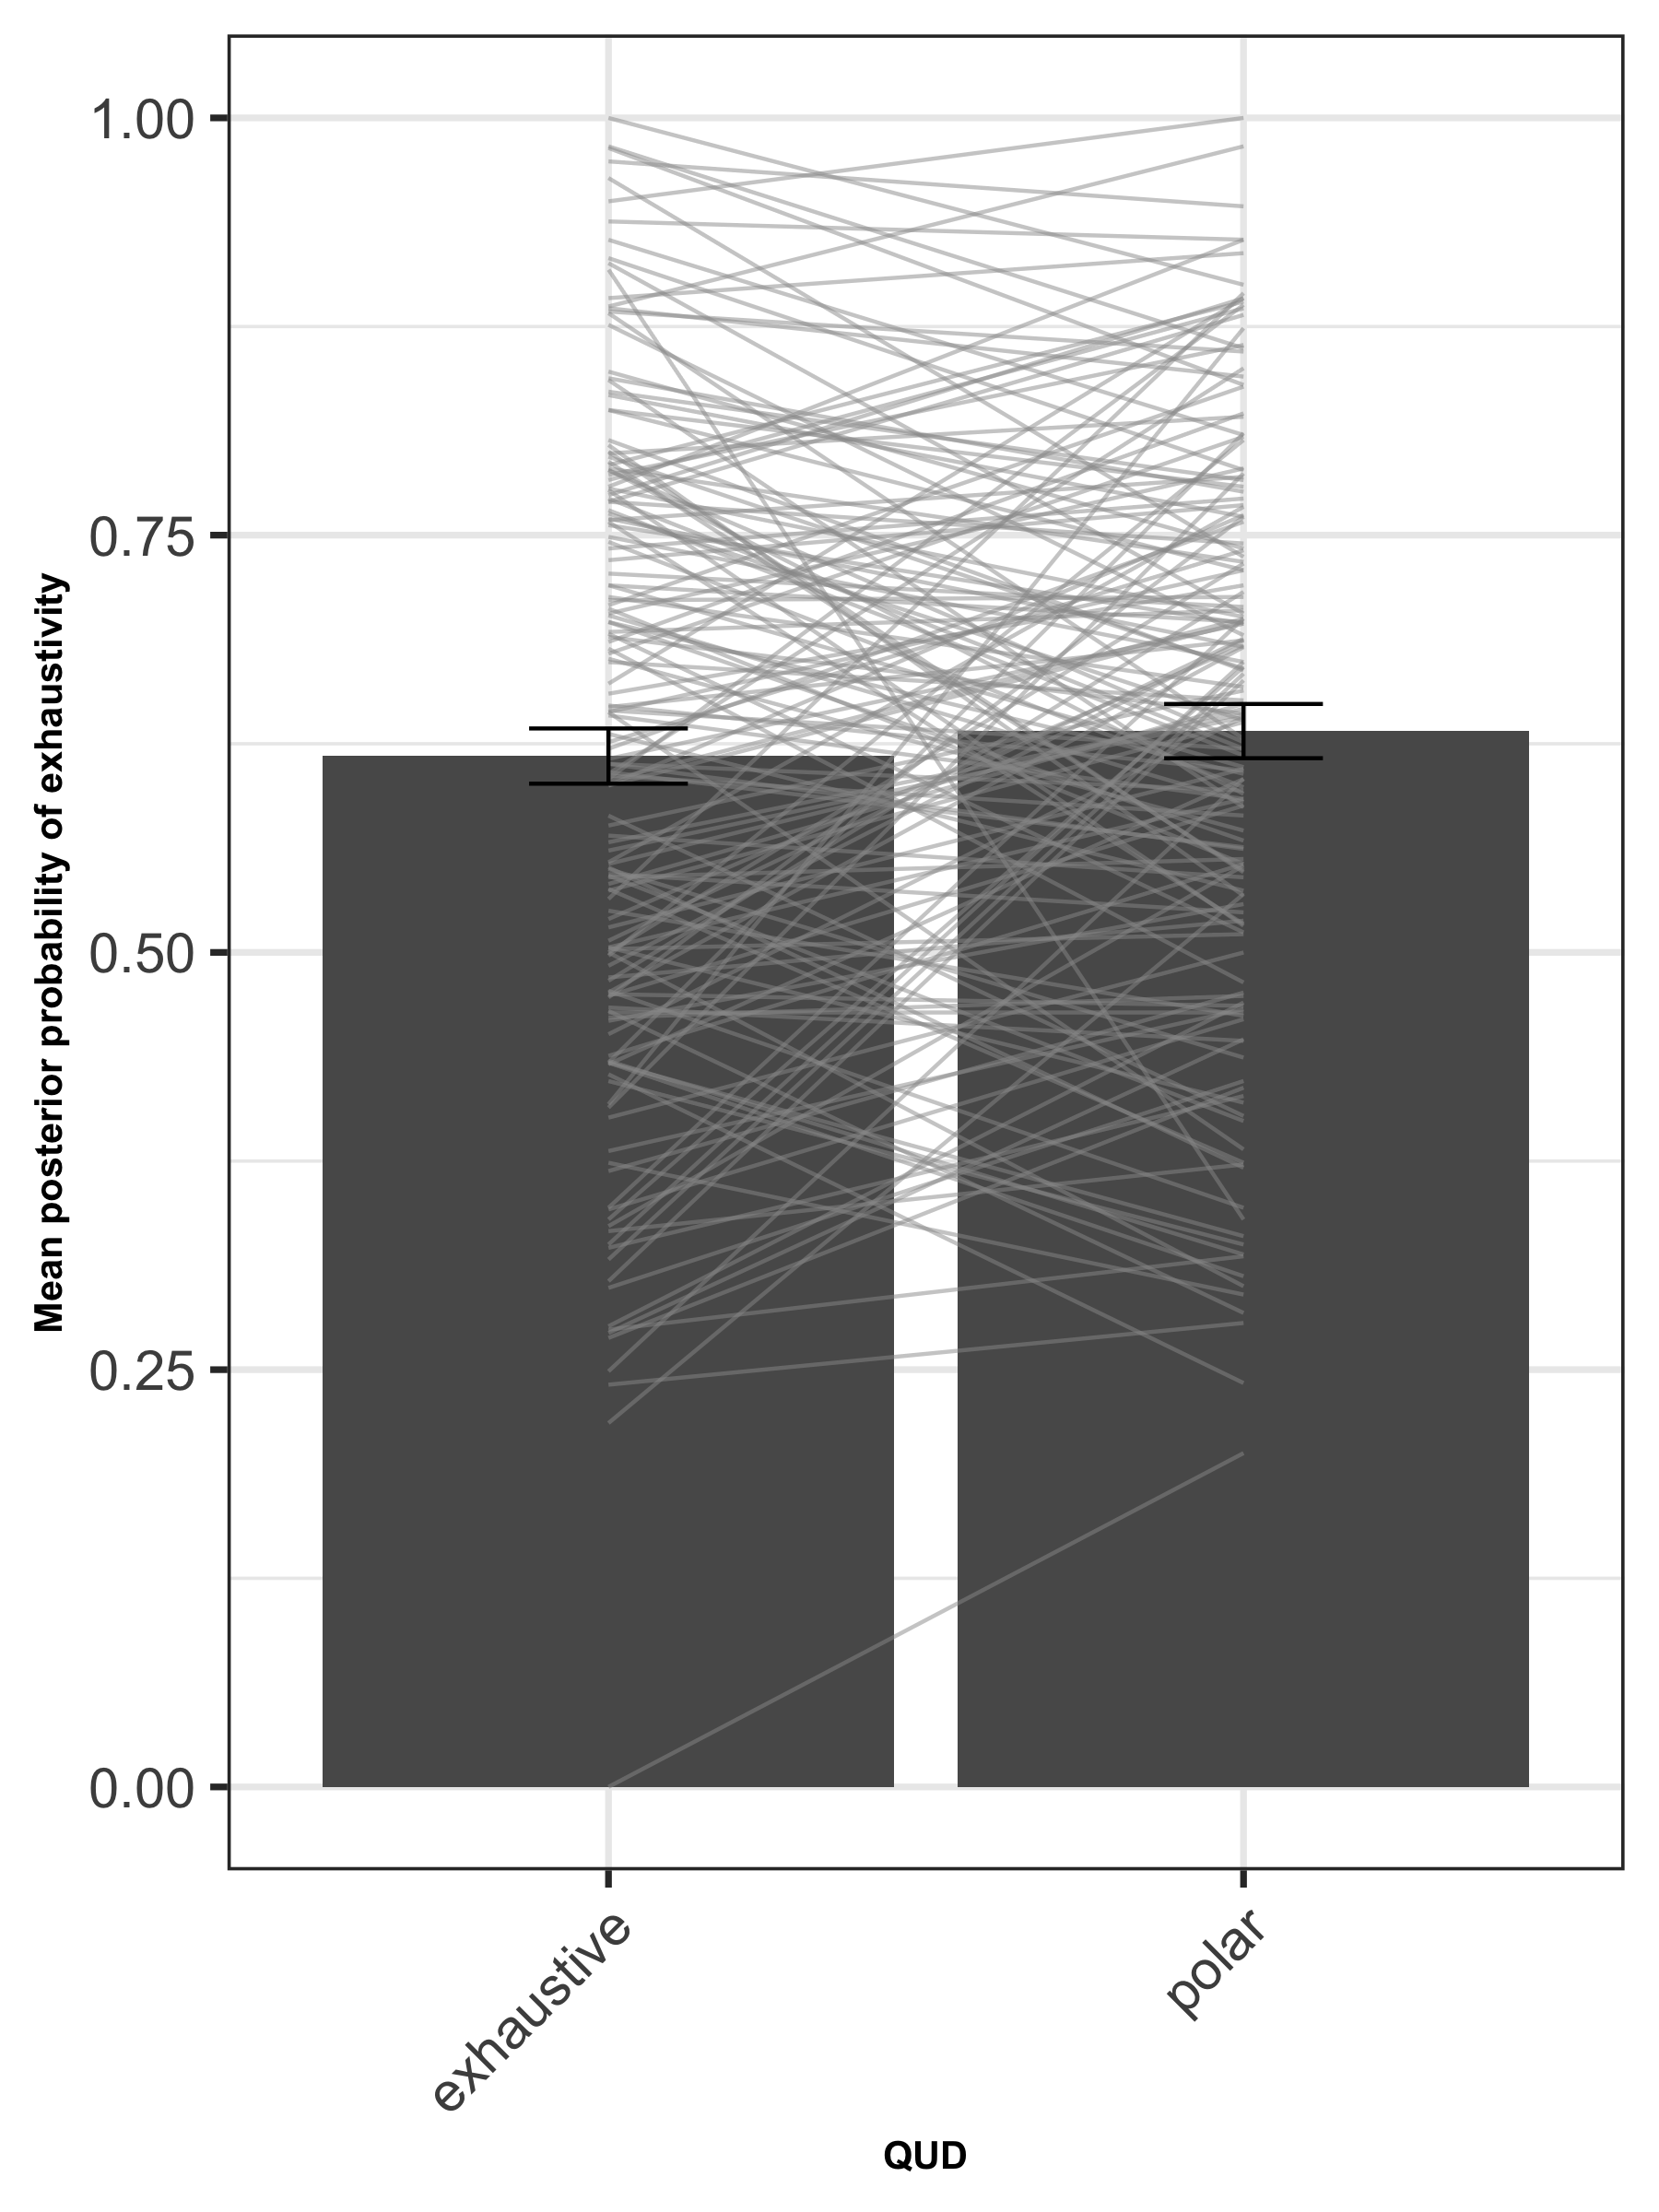 Mean posterior probability of exhaustivity
1.00
0.75
0.50
0.25
0.00
exhaustive
polar
QUD